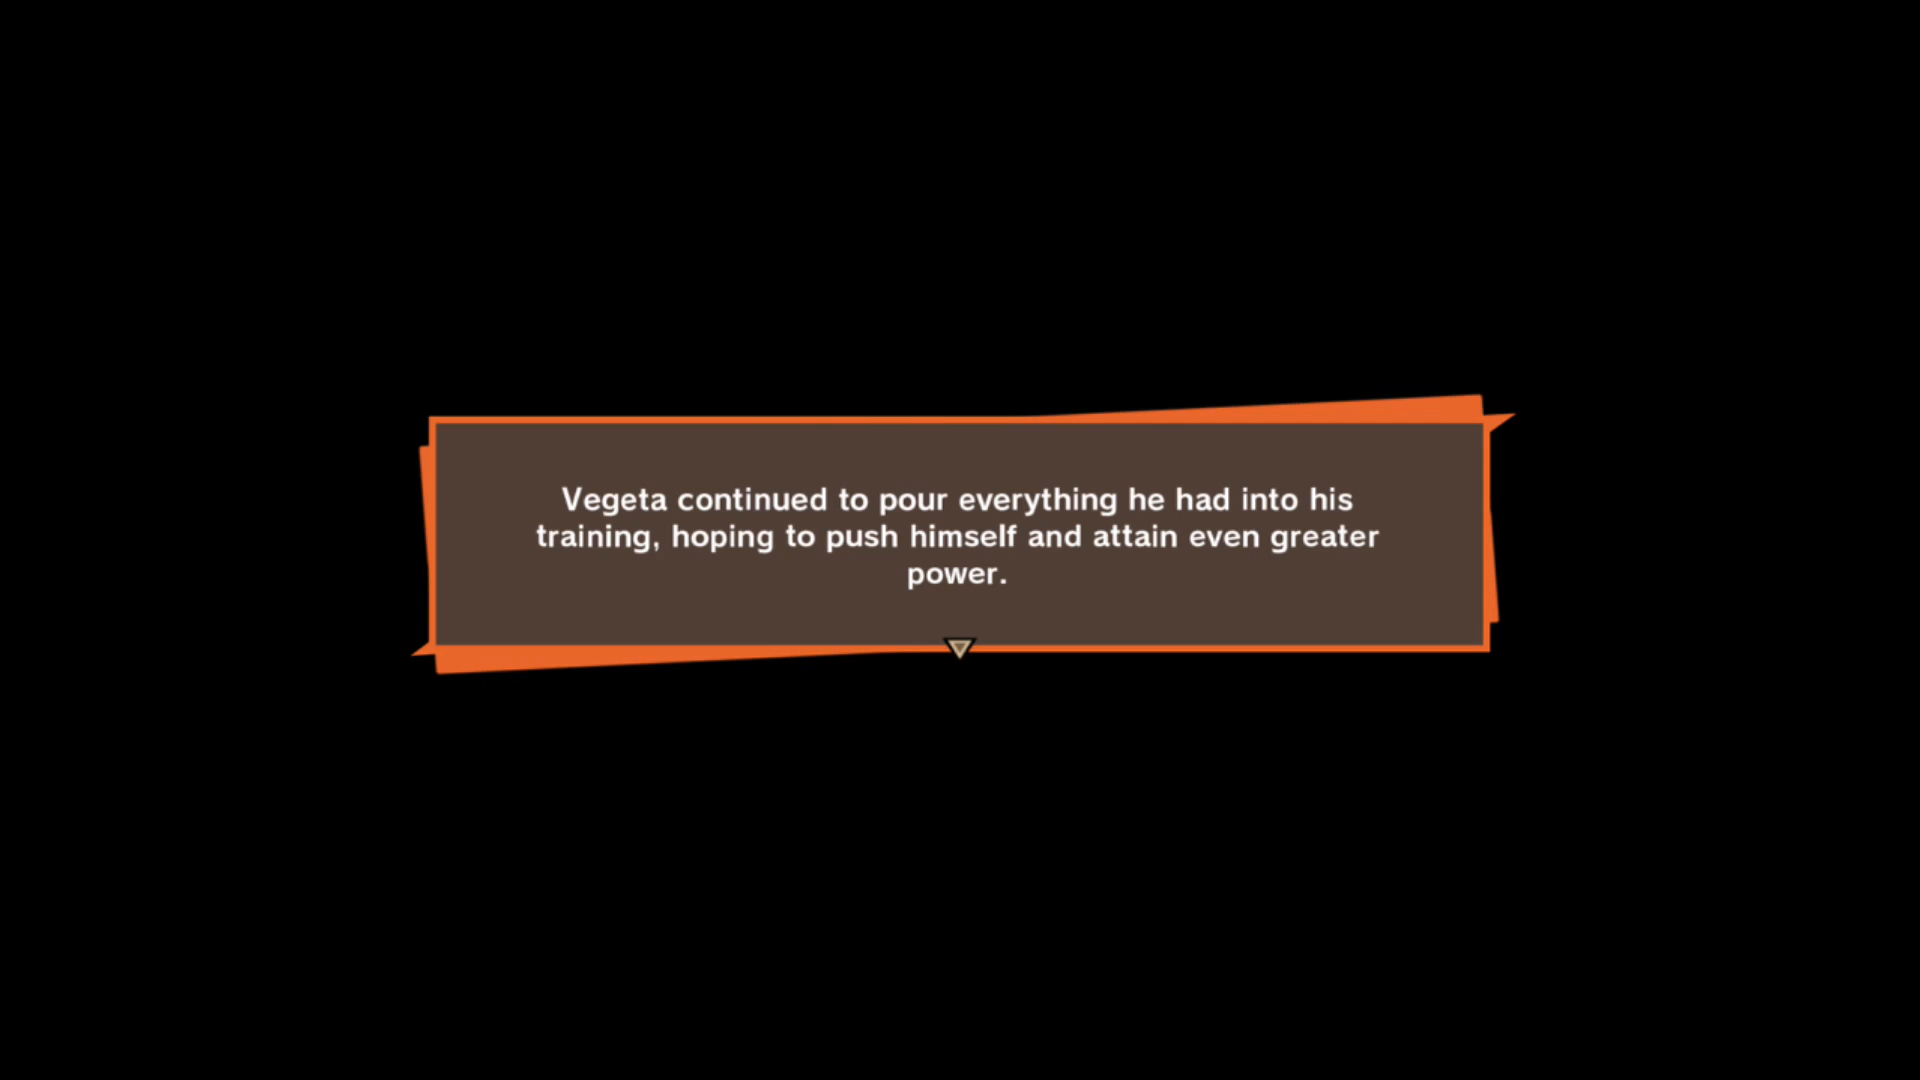 Vegeta continued to pour everything he had into his
training, hoping to push himself and attain even greater
power.